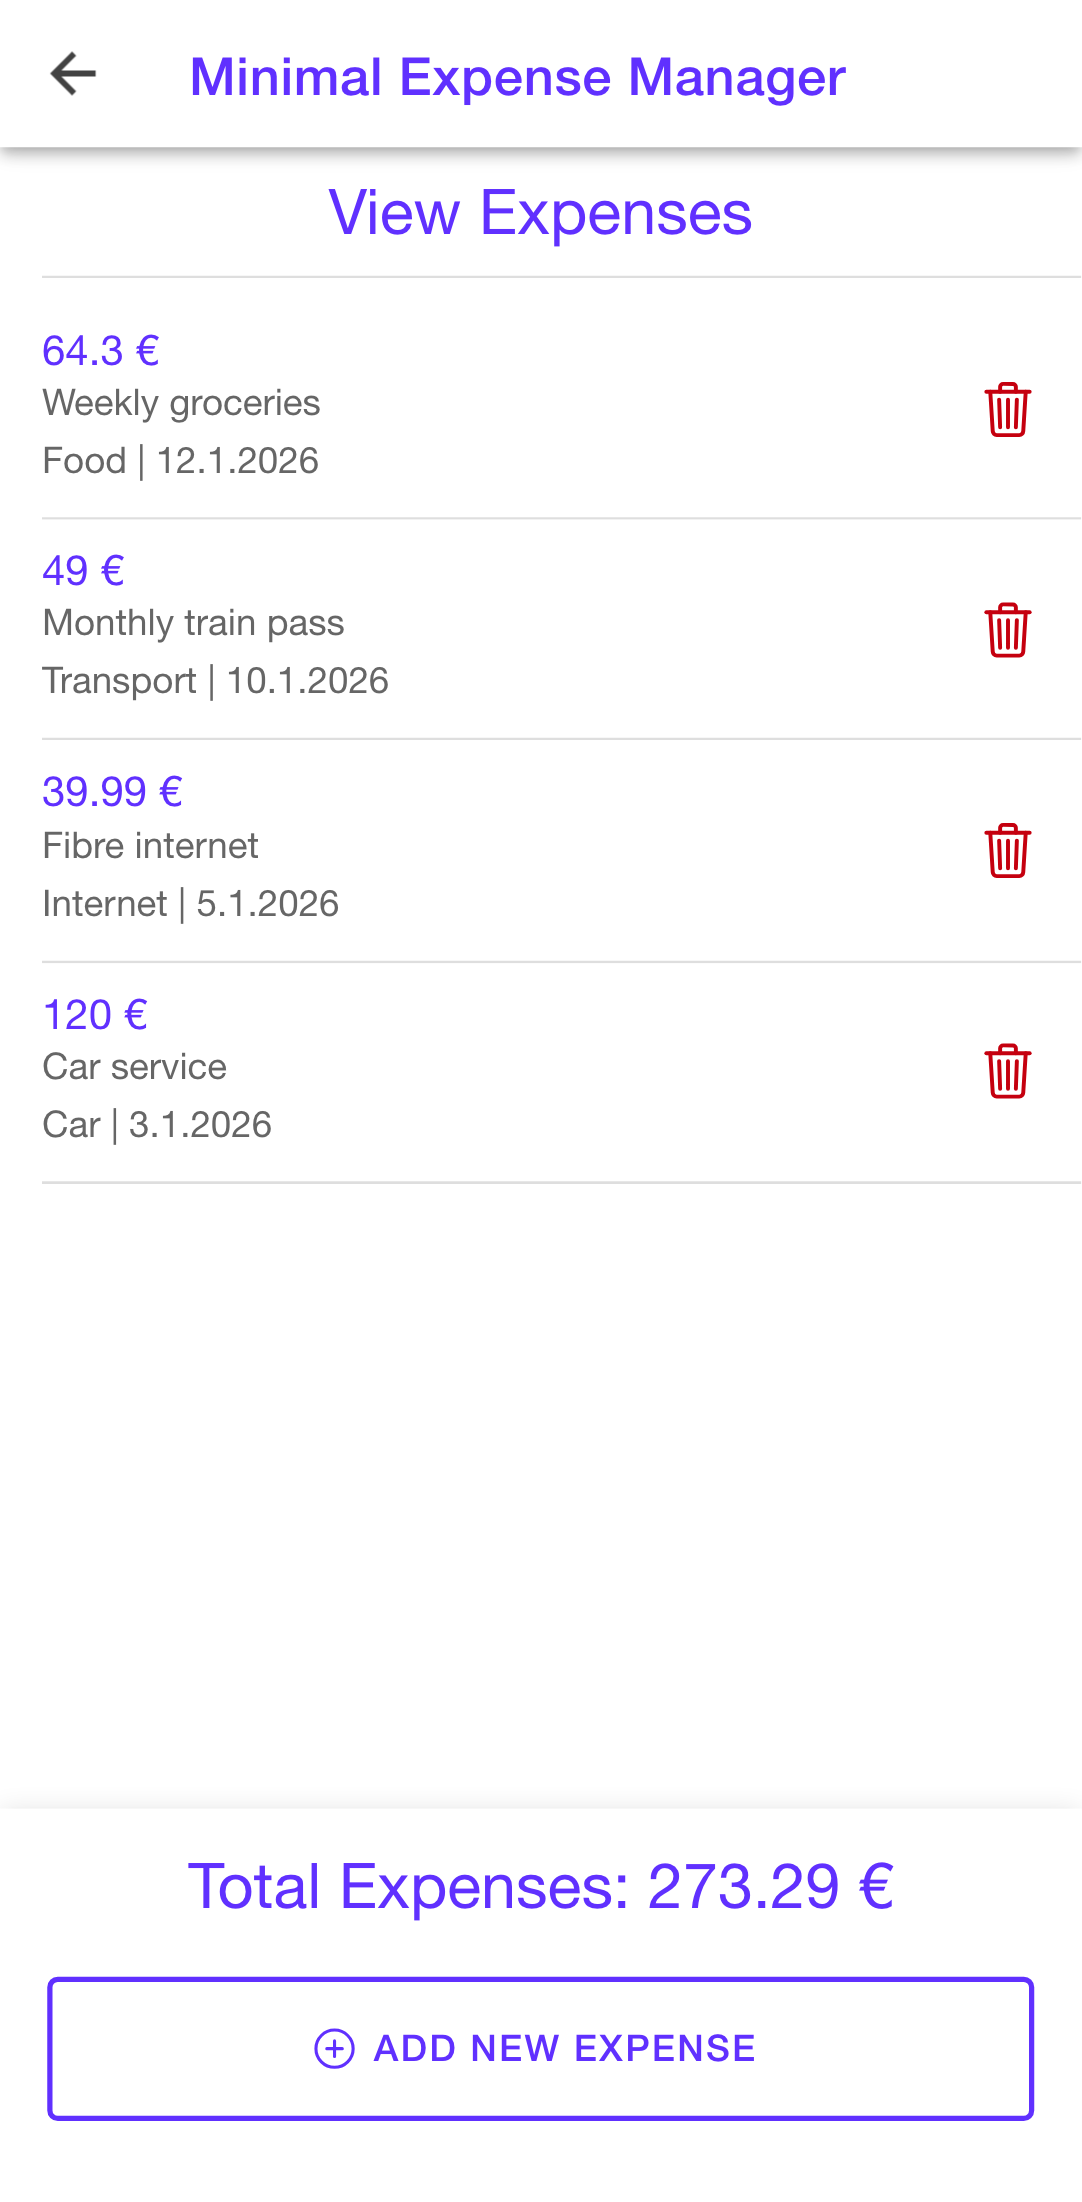 Minimal Expense Manager
View Expenses
64.3 €
Weekly groceries
Food | 12.1.2026
49 €
Monthly train pass
Transport | 10.1.2026
39.99 €
Fibre internet
Internet | 5.1.2026
120 €
Car service
Car | 3.1.2026
Total Expenses: 273.29 €
ADD NEW EXPENSE